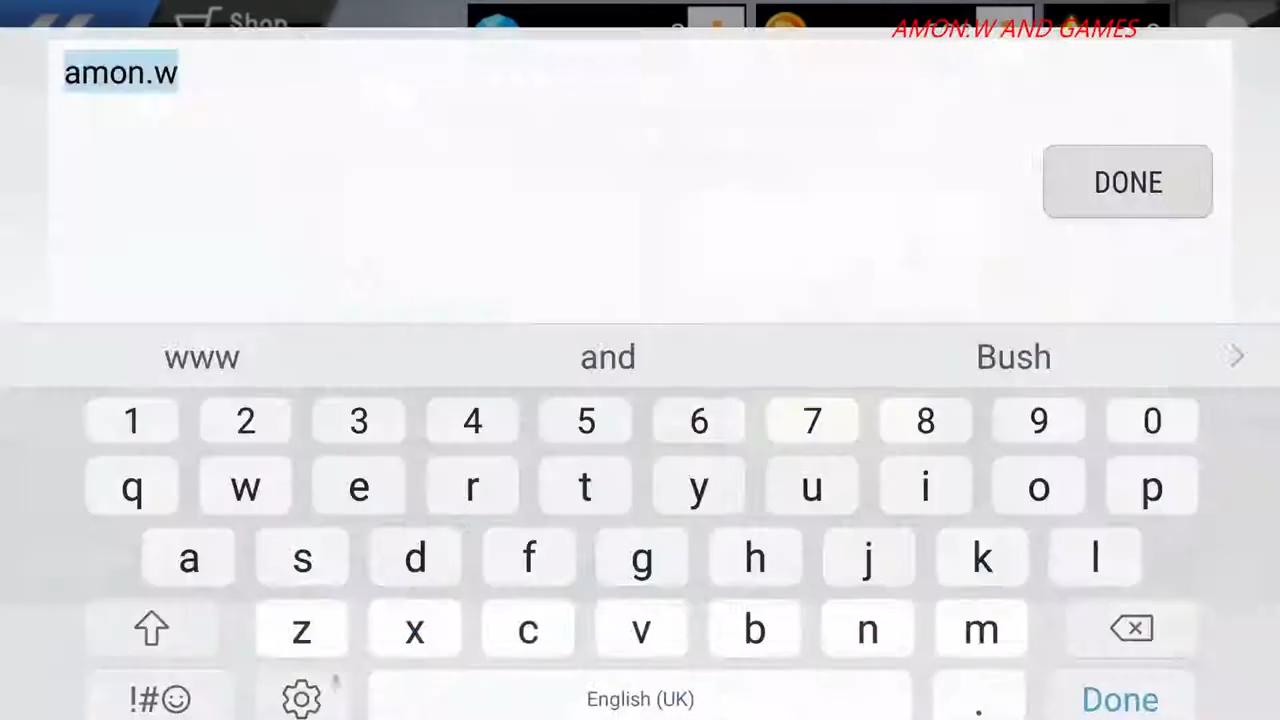 Shop
AMON.W AND GAMES
amon.w
DONE
www and Bush
1 2 3 4 5 6 7 8 9 0
q w e r t y u i o p
a s d f g h j k l
z x c v b n m
!#☺ English (UK) . Done